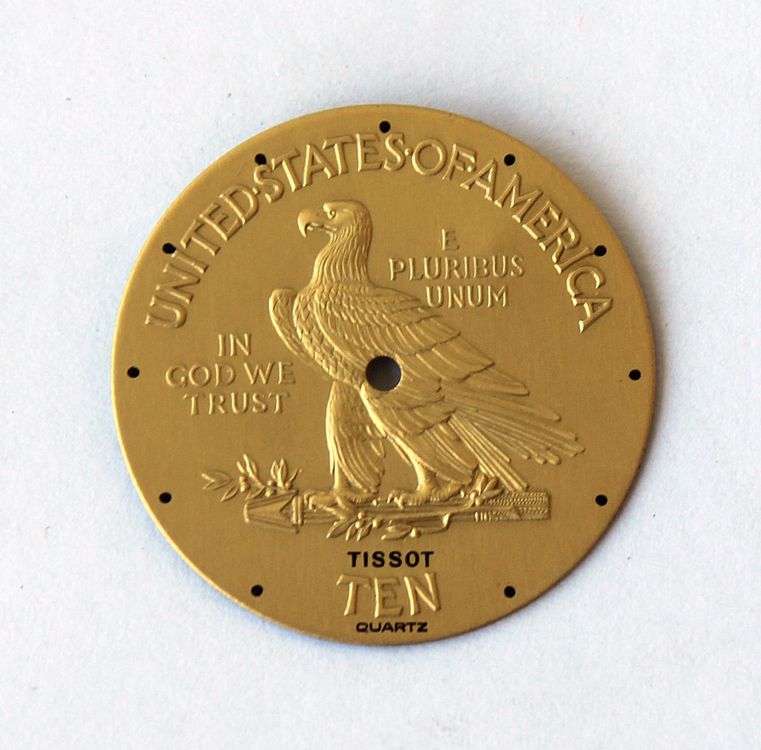 UNITED·STATES·OF·AMERICA
E
PLURIBUS
UNUM
IN
GOD WE
TRUST
TISSOT
TEN
QUARTZ